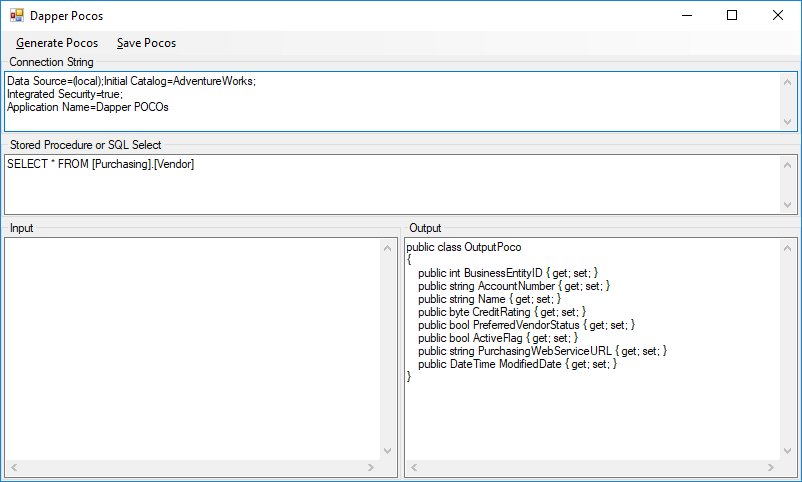 Dapper Pocos
Generate Pocos Save Pocos
Connection String
Data Source=(local);Initial Catalog=AdventureWorks;
Integrated Security=true;
Application Name=Dapper POCOs
Stored Procedure or SQL Select
SELECT * FROM [Purchasing].[Vendor]
Input
Output
public class OutputPoco
{
    public int BusinessEntityID { get; set; }
    public string AccountNumber { get; set; }
    public string Name { get; set; }
    public byte CreditRating { get; set; }
    public bool PreferredVendorStatus { get; set; }
    public bool ActiveFlag { get; set; }
    public string PurchasingWebServiceURL { get; set; }
    public DateTime ModifiedDate { get; set; }
}